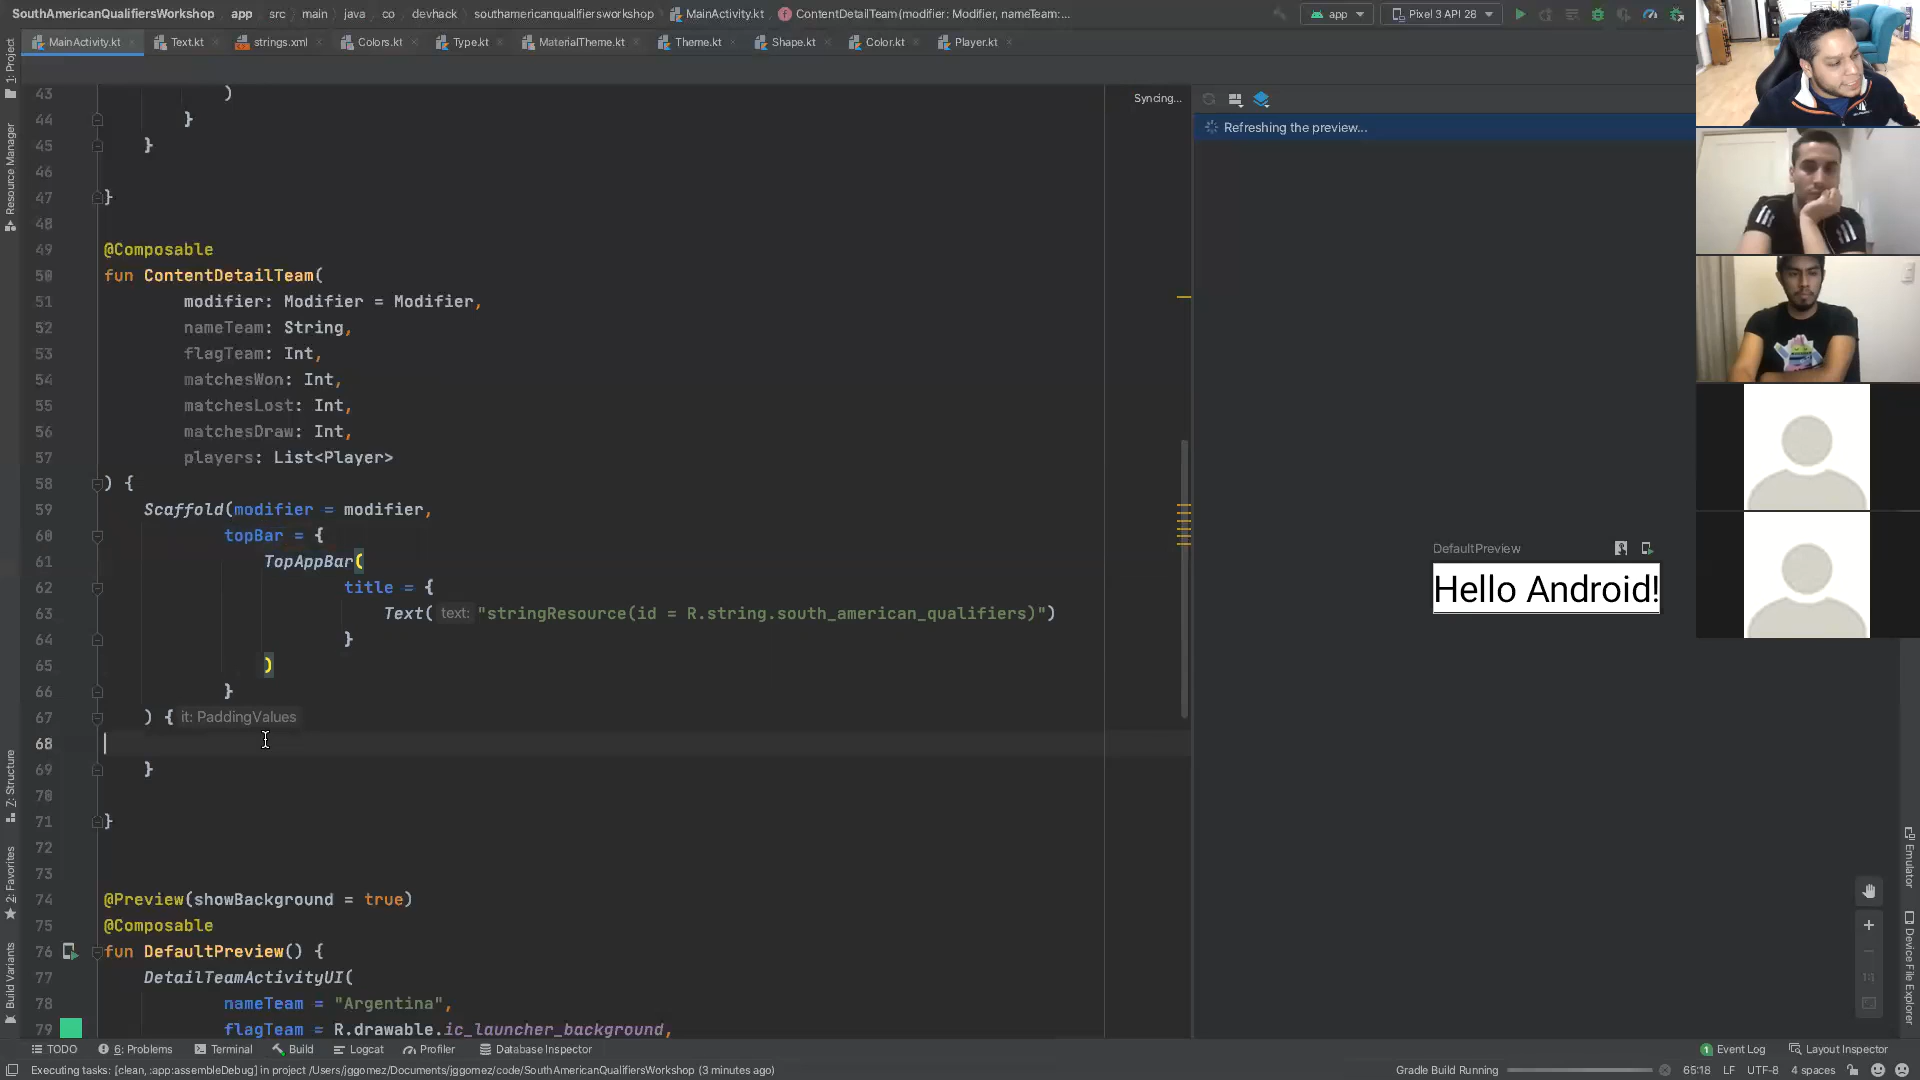 SouthAmericanQualifiersWorkshop app src main java co devhack southamericanqualifiersworkshop MainActivity.kt ContentDetailTeam(modifier: Modifier, nameTeam:... app Pixel 3 API 28
MainActivity.kt Text.kt strings.xml Colors.kt Type.kt MaterialTheme.kt Theme.kt Shape.kt Color.kt Player.kt
1: Project
Resource Manager
Z: Structure
2: Favorites
Build Variants
Syncing...
Refreshing the preview...
43 )
44 }
45 }
46
47 }
48
49 @Composable
50 fun ContentDetailTeam(
51 modifier: Modifier = Modifier,
52 nameTeam: String,
53 flagTeam: Int,
54 matchesWon: Int,
55 matchesLost: Int,
56 matchesDraw: Int,
57 players: List<Player>
58 ) {
59 Scaffold(modifier = modifier,
60 topBar = {
61 TopAppBar(
62 title = {
63 Text( text: "stringResource(id = R.string.south_american_qualifiers)")
64 }
65 )
66 }
67 ) { it: PaddingValues
68
69 }
70
71 }
72
73
74 @Preview(showBackground = true)
75 @Composable
76 fun DefaultPreview() {
77 DetailTeamActivityUI(
78 nameTeam = "Argentina",
79 flagTeam = R.drawable.ic_launcher_background,
DefaultPreview
Hello Android!
1:1
Emulator
Device File Explorer
TODO 6: Problems Terminal Build Logcat Profiler Database Inspector 1 Event Log Layout Inspector
Executing tasks: [clean, :app:assembleDebug] in project /Users/jggomez/Documents/jggomez/code/SouthAmericanQualifiersWorkshop (3 minutes ago) Gradle Build Running 65:18 LF UTF-8 4 spaces